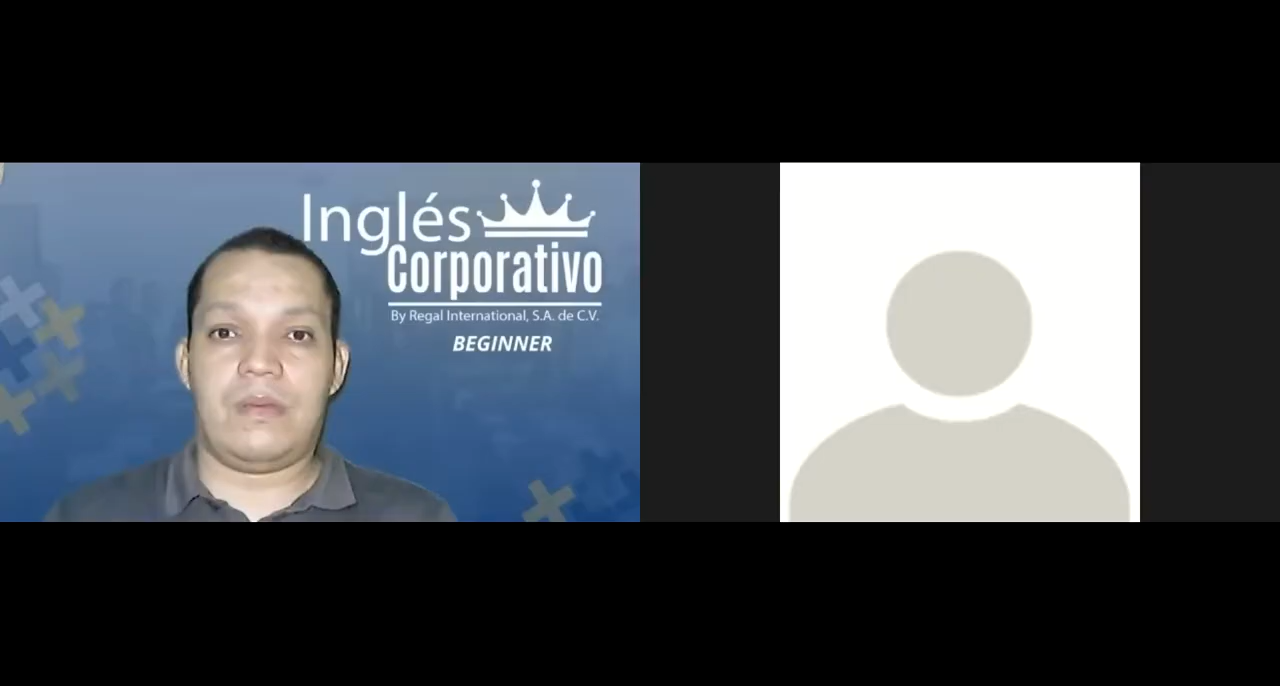 Inglés
Corporativo
By Regal International, S.A. de C.V.
BEGINNER